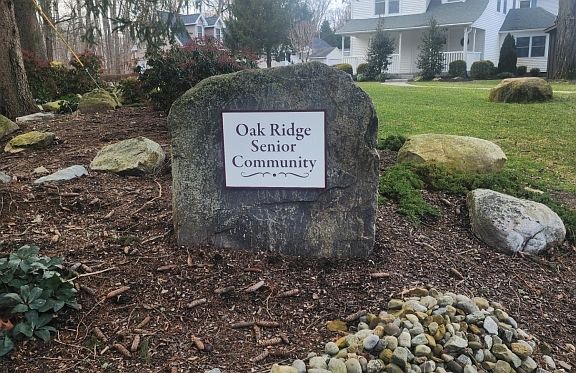 Oak Ridge
Senior
Community